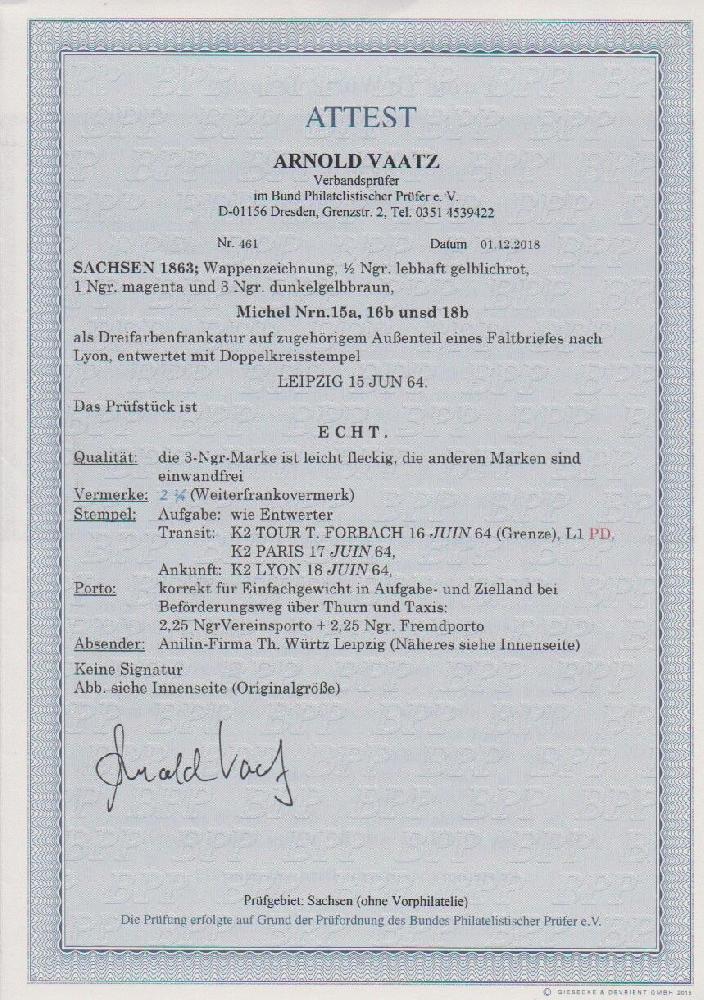 ATTEST
ARNOLD VAATZ
Verbandsprüfer
im Bund Philatelistischer Prüfer e. V.
D-01156 Dresden, Grenzstr. 2, Tel. 0351 4539422
Nr. 461 Datum 01.12.2018
SACHSEN 1863; Wappenzeichnung, ½ Ngr. lebhaft gelblichrot,
1 Ngr. magenta und 3 Ngr. dunkelgelbbraun,
Michel Nrn.15a, 16b unsd 18b
als Dreifarbenfrankatur auf zugehörigem Außenteil eines Faltbriefes nach
Lyon, entwertet mit Doppelkreisstempel
LEIPZIG 15 JUN 64.
Das Prüfstück ist
ECHT.
Qualität: die 3-Ngr-Marke ist leicht fleckig, die anderen Marken sind
einwandfrei
Vermerke: 2 ¼ (Weiterfrankovermerk)
Stempel: Aufgabe: wie Entwerter
Transit: K2 TOUR T. FORBACH 16 JUIN 64 (Grenze), L1 PD,
K2 PARIS 17 JUIN 64,
Ankunft: K2 LYON 18 JUIN 64,
Porto: korrekt für Einfachgewicht in Aufgabe- und Zielland bei
Beförderungsweg über Thurn und Taxis:
2,25 NgrVereinsporto + 2,25 Ngr. Fremdporto
Absender: Anilin-Firma Th. Würtz Leipzig (Näheres siehe Innenseite)
Keine Signatur
Abb. siehe Innenseite (Originalgröße)
Arnold Vaatz
Prüfgebiet: Sachsen (ohne Vorphilatelie)
Die Prüfung erfolgte auf Grund der Prüfordnung des Bundes Philatelistischer Prüfer e.V.
© GIESECKE & DEVRIENT GMBH